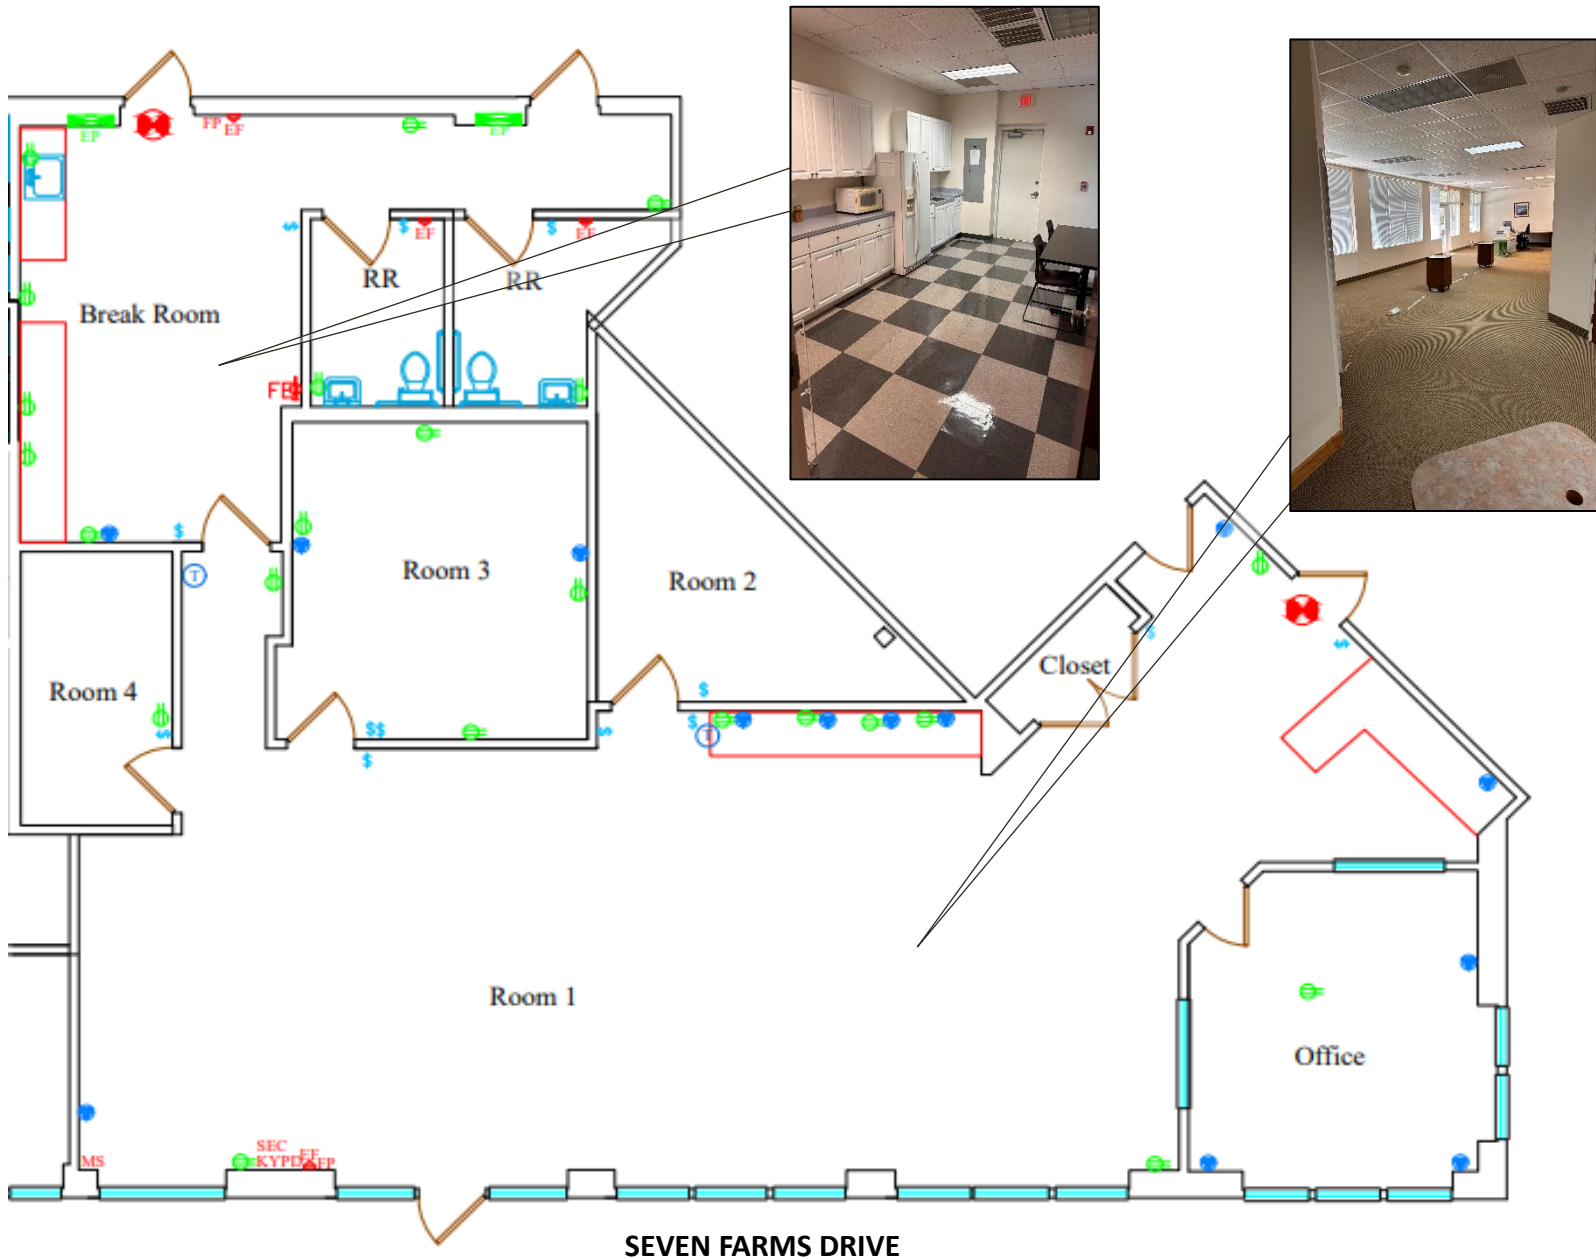 EP
FP
EF
EP
$
$
EF
$
EF
RR
RR
Break Room
FE
$
T
Room 3
Room 2
$
Closet
$
Room 4
$
$
T
$
$$
$
$
Room 1
Office
SEC
KYPD
EF
FP
MS
SEVEN FARMS DRIVE